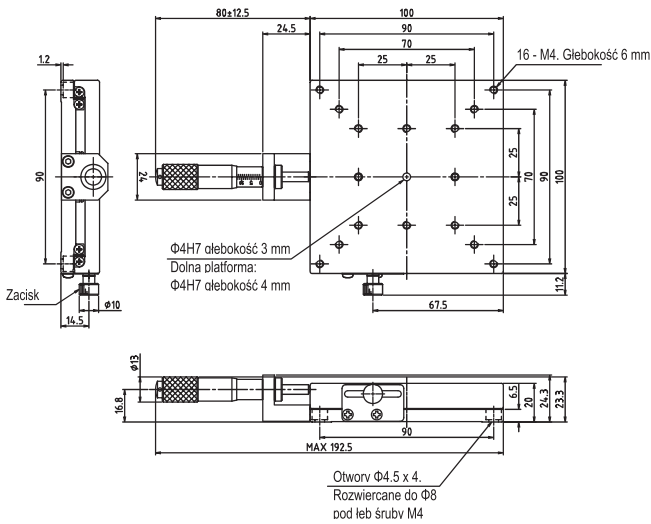 80±12.5
100
24.5
90
70
25
25
16 - M4. Głebokość 6 mm
1.2
90
24
25
25
70
90
100
Φ4H7 głebokość 3 mm
Dolna platforma:
Φ4H7 głebokość 4 mm
Zacisk
Φ10
14.5
67.5
11.2
Φ13
16.8
6.5
20
24.3
23.3
90
MAX 192.5
Otwory Φ4.5 x 4.
Rozwiercane do Φ8
pod łeb śruby M4